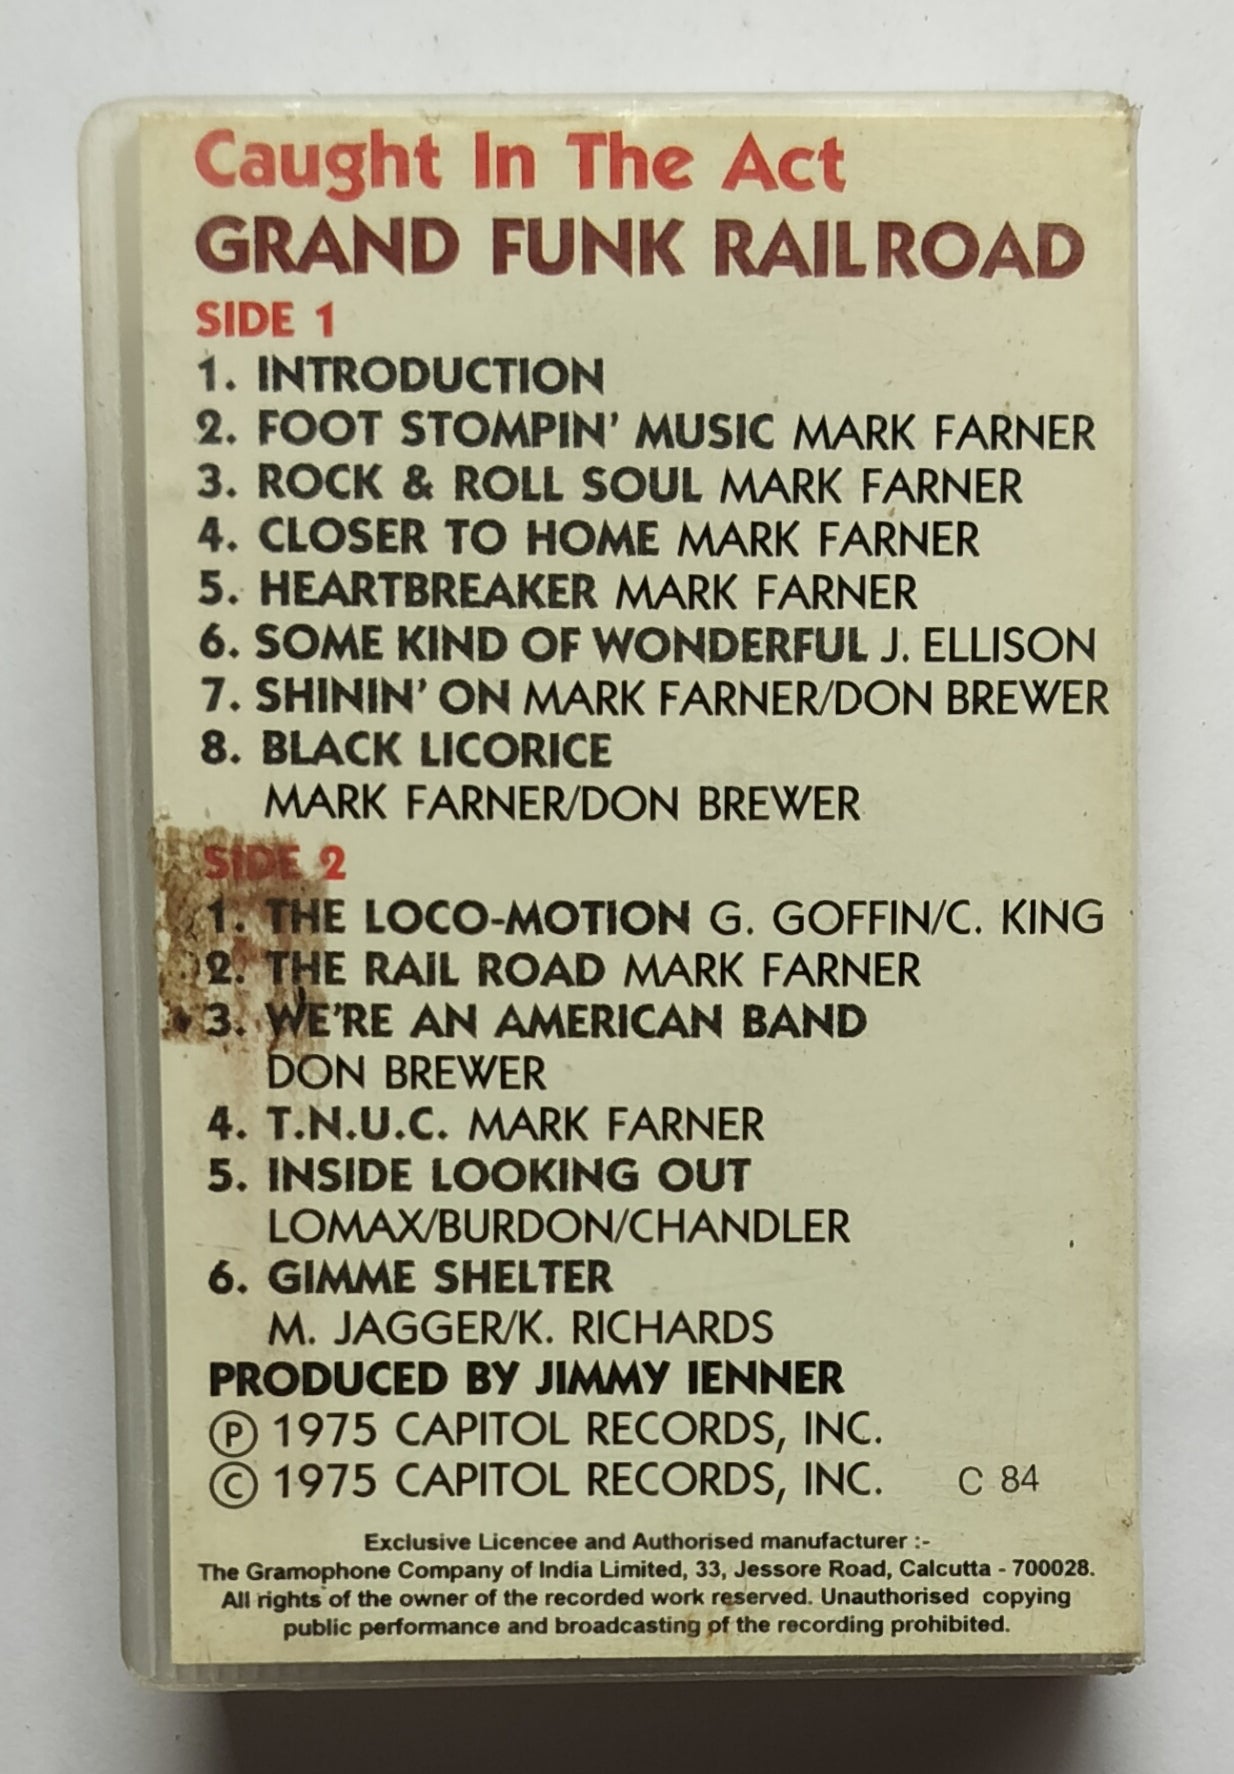 Caught In The Act
GRAND FUNK RAILROAD
SIDE 1
1. INTRODUCTION
2. FOOT STOMPIN' MUSIC MARK FARNER
3. ROCK & ROLL SOUL MARK FARNER
4. CLOSER TO HOME MARK FARNER
5. HEARTBREAKER MARK FARNER
6. SOME KIND OF WONDERFUL J. ELLISON
7. SHININ' ON MARK FARNER/DON BREWER
8. BLACK LICORICE
MARK FARNER/DON BREWER
SIDE 2
1. THE LOCO-MOTION G. GOFFIN/C. KING
2. THE RAIL ROAD MARK FARNER
3. WE'RE AN AMERICAN BAND
DON BREWER
4. T.N.U.C. MARK FARNER
5. INSIDE LOOKING OUT
LOMAX/BURDON/CHANDLER
6. GIMME SHELTER
M. JAGGER/K. RICHARDS
PRODUCED BY JIMMY IENNER
Ⓟ 1975 CAPITOL RECORDS, INC.
© 1975 CAPITOL RECORDS, INC. C 84
Exclusive Licencee and Authorised manufacturer :-
The Gramophone Company of India Limited, 33, Jessore Road, Calcutta - 700028.
All rights of the owner of the recorded work reserved. Unauthorised copying
public performance and broadcasting of the recording prohibited.